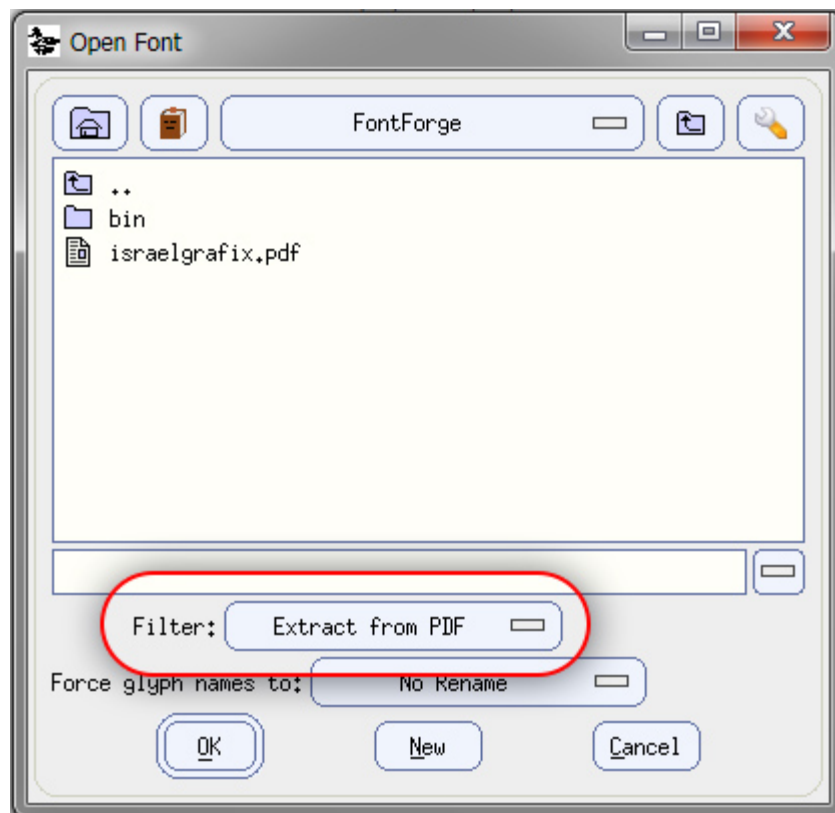 Open Font
FontForge
..
bin
israelgrafix.pdf
Filter: Extract from PDF
Force glyph names to: No Rename
OK New Cancel